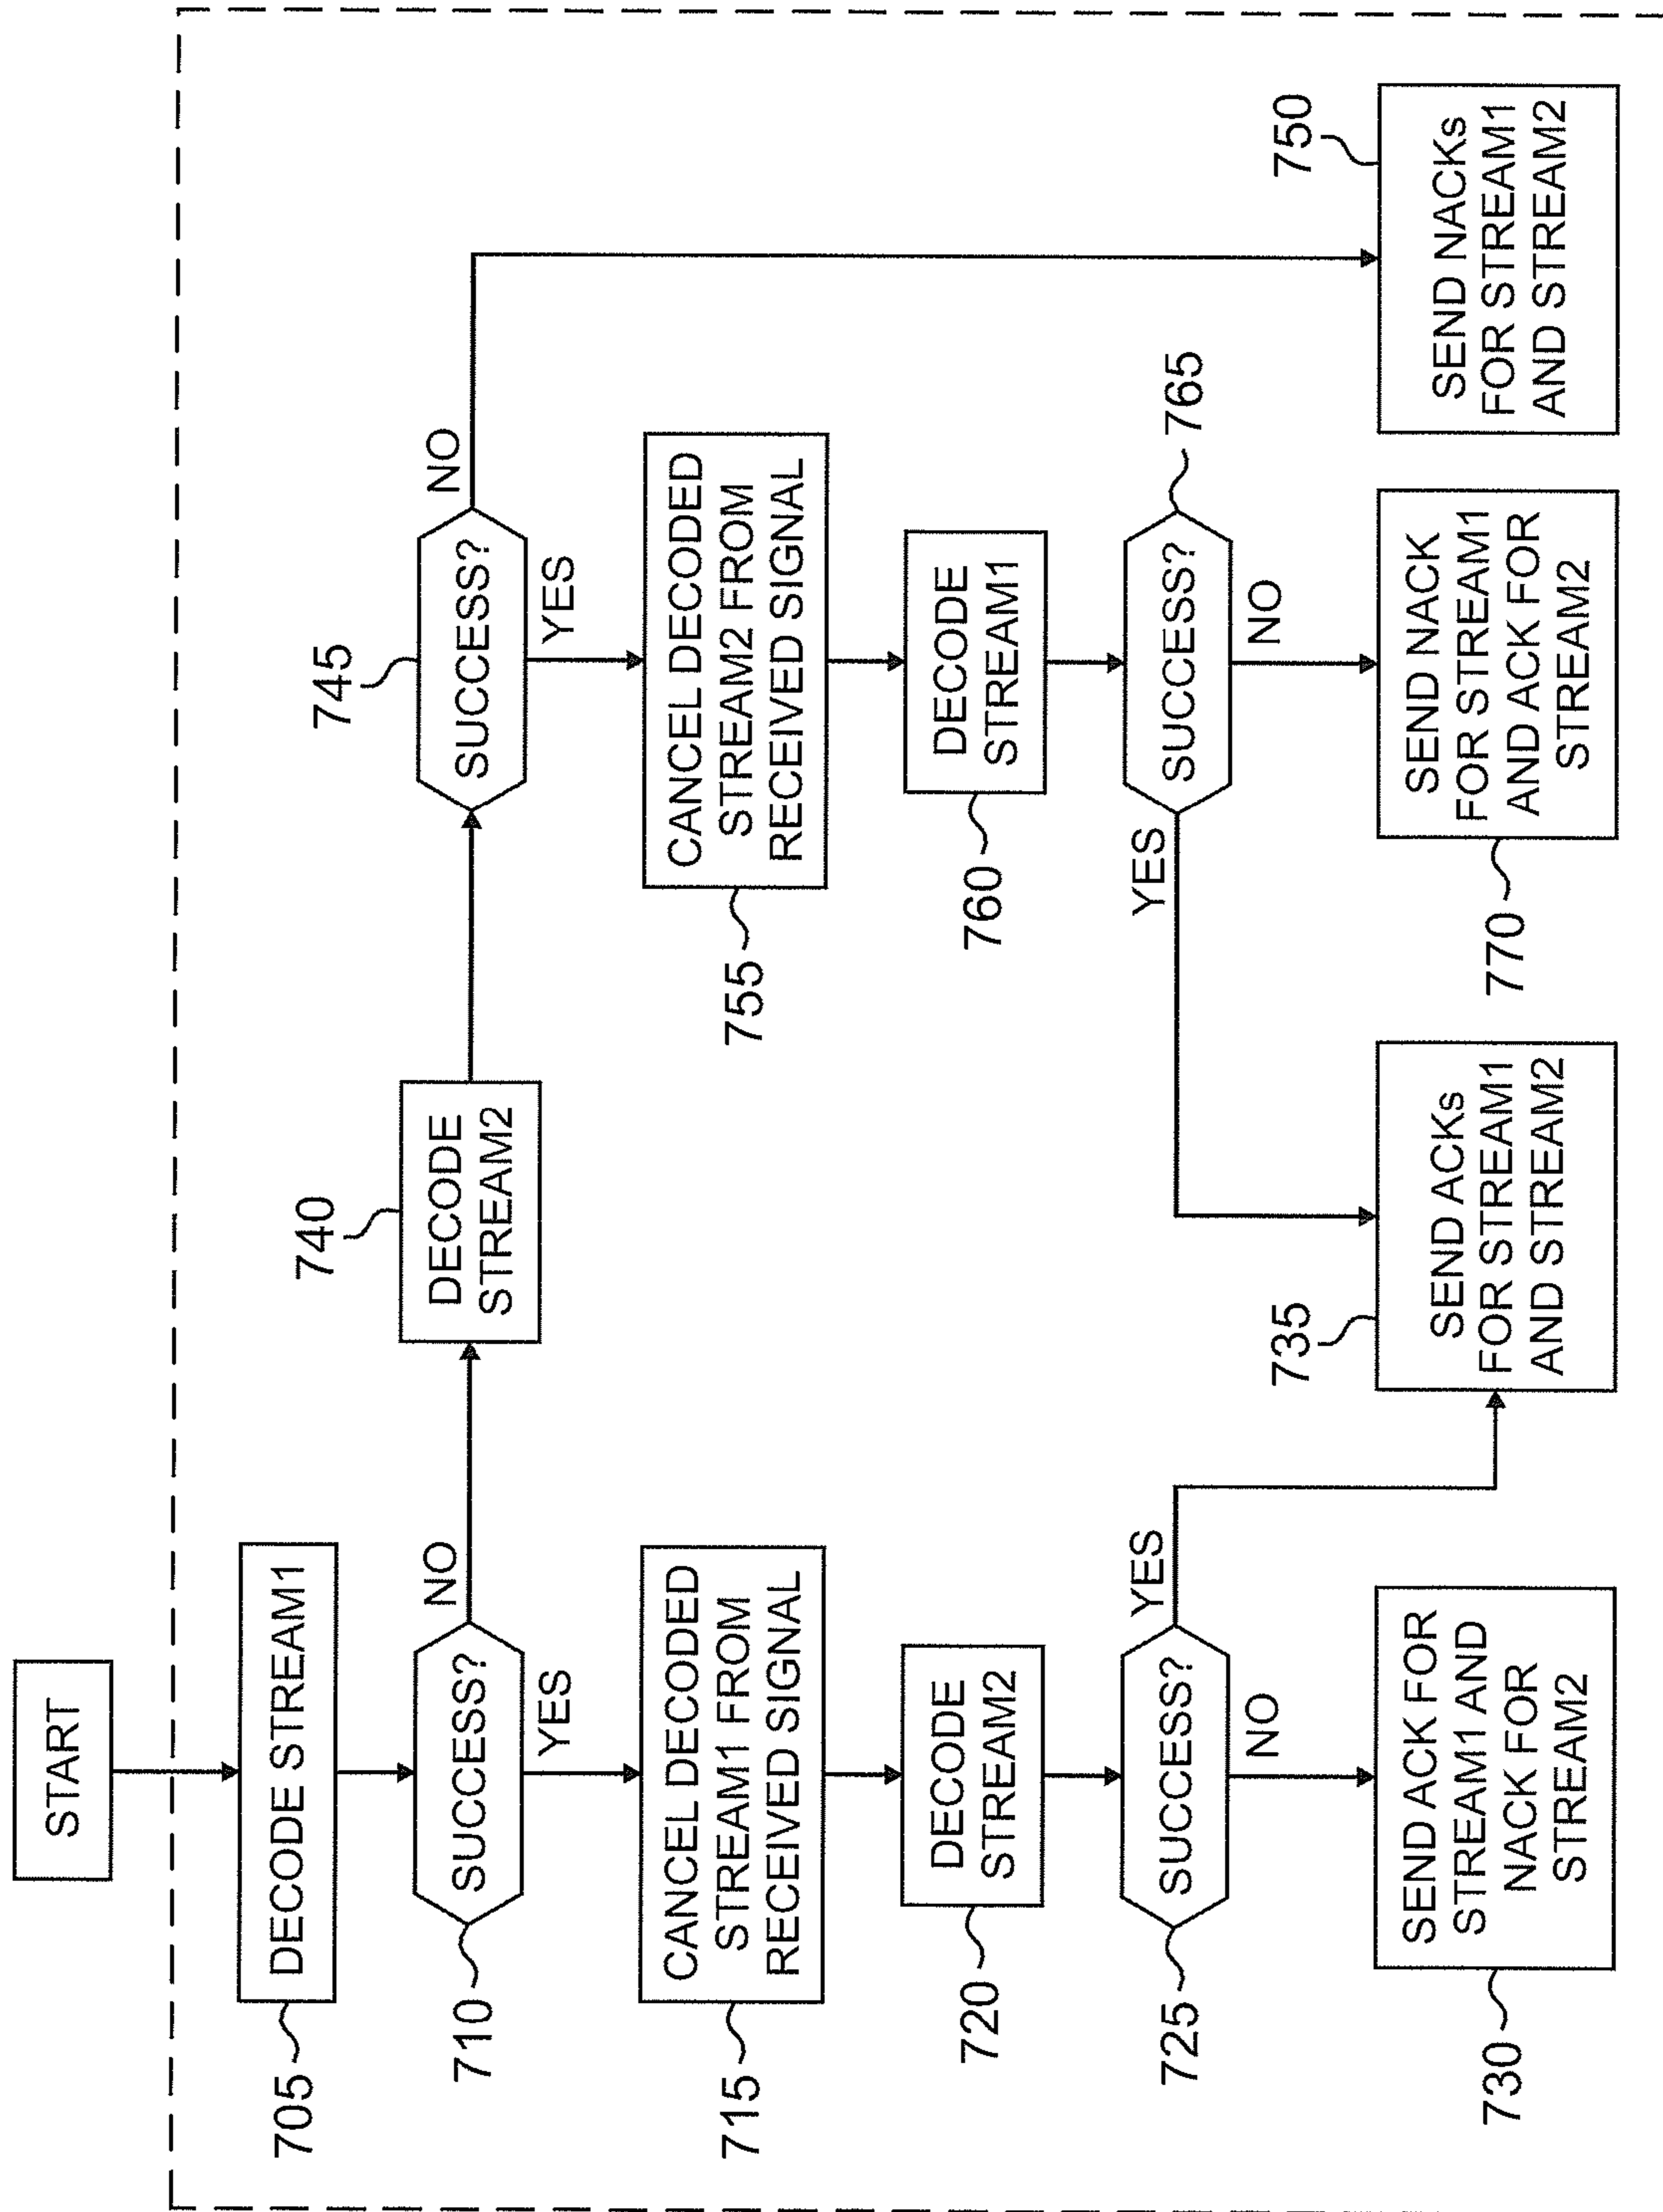 START
705
DECODE STREAM1
710
SUCCESS?
NO
YES
715
CANCEL DECODED
STREAM1 FROM
RECEIVED SIGNAL
720
DECODE
STREAM2
725
SUCCESS?
YES
NO
730
SEND ACK FOR
STREAM1 AND
NACK FOR
STREAM2
735
SEND ACKs
FOR STREAM1
AND STREAM2
740
DECODE
STREAM2
745
SUCCESS?
NO
YES
755
CANCEL DECODED
STREAM2 FROM
RECEIVED SIGNAL
760
DECODE
STREAM1
765
SUCCESS?
YES
NO
770
SEND NACK
FOR STREAM1
AND ACK FOR
STREAM2
750
SEND NACKs
FOR STREAM1
AND STREAM2